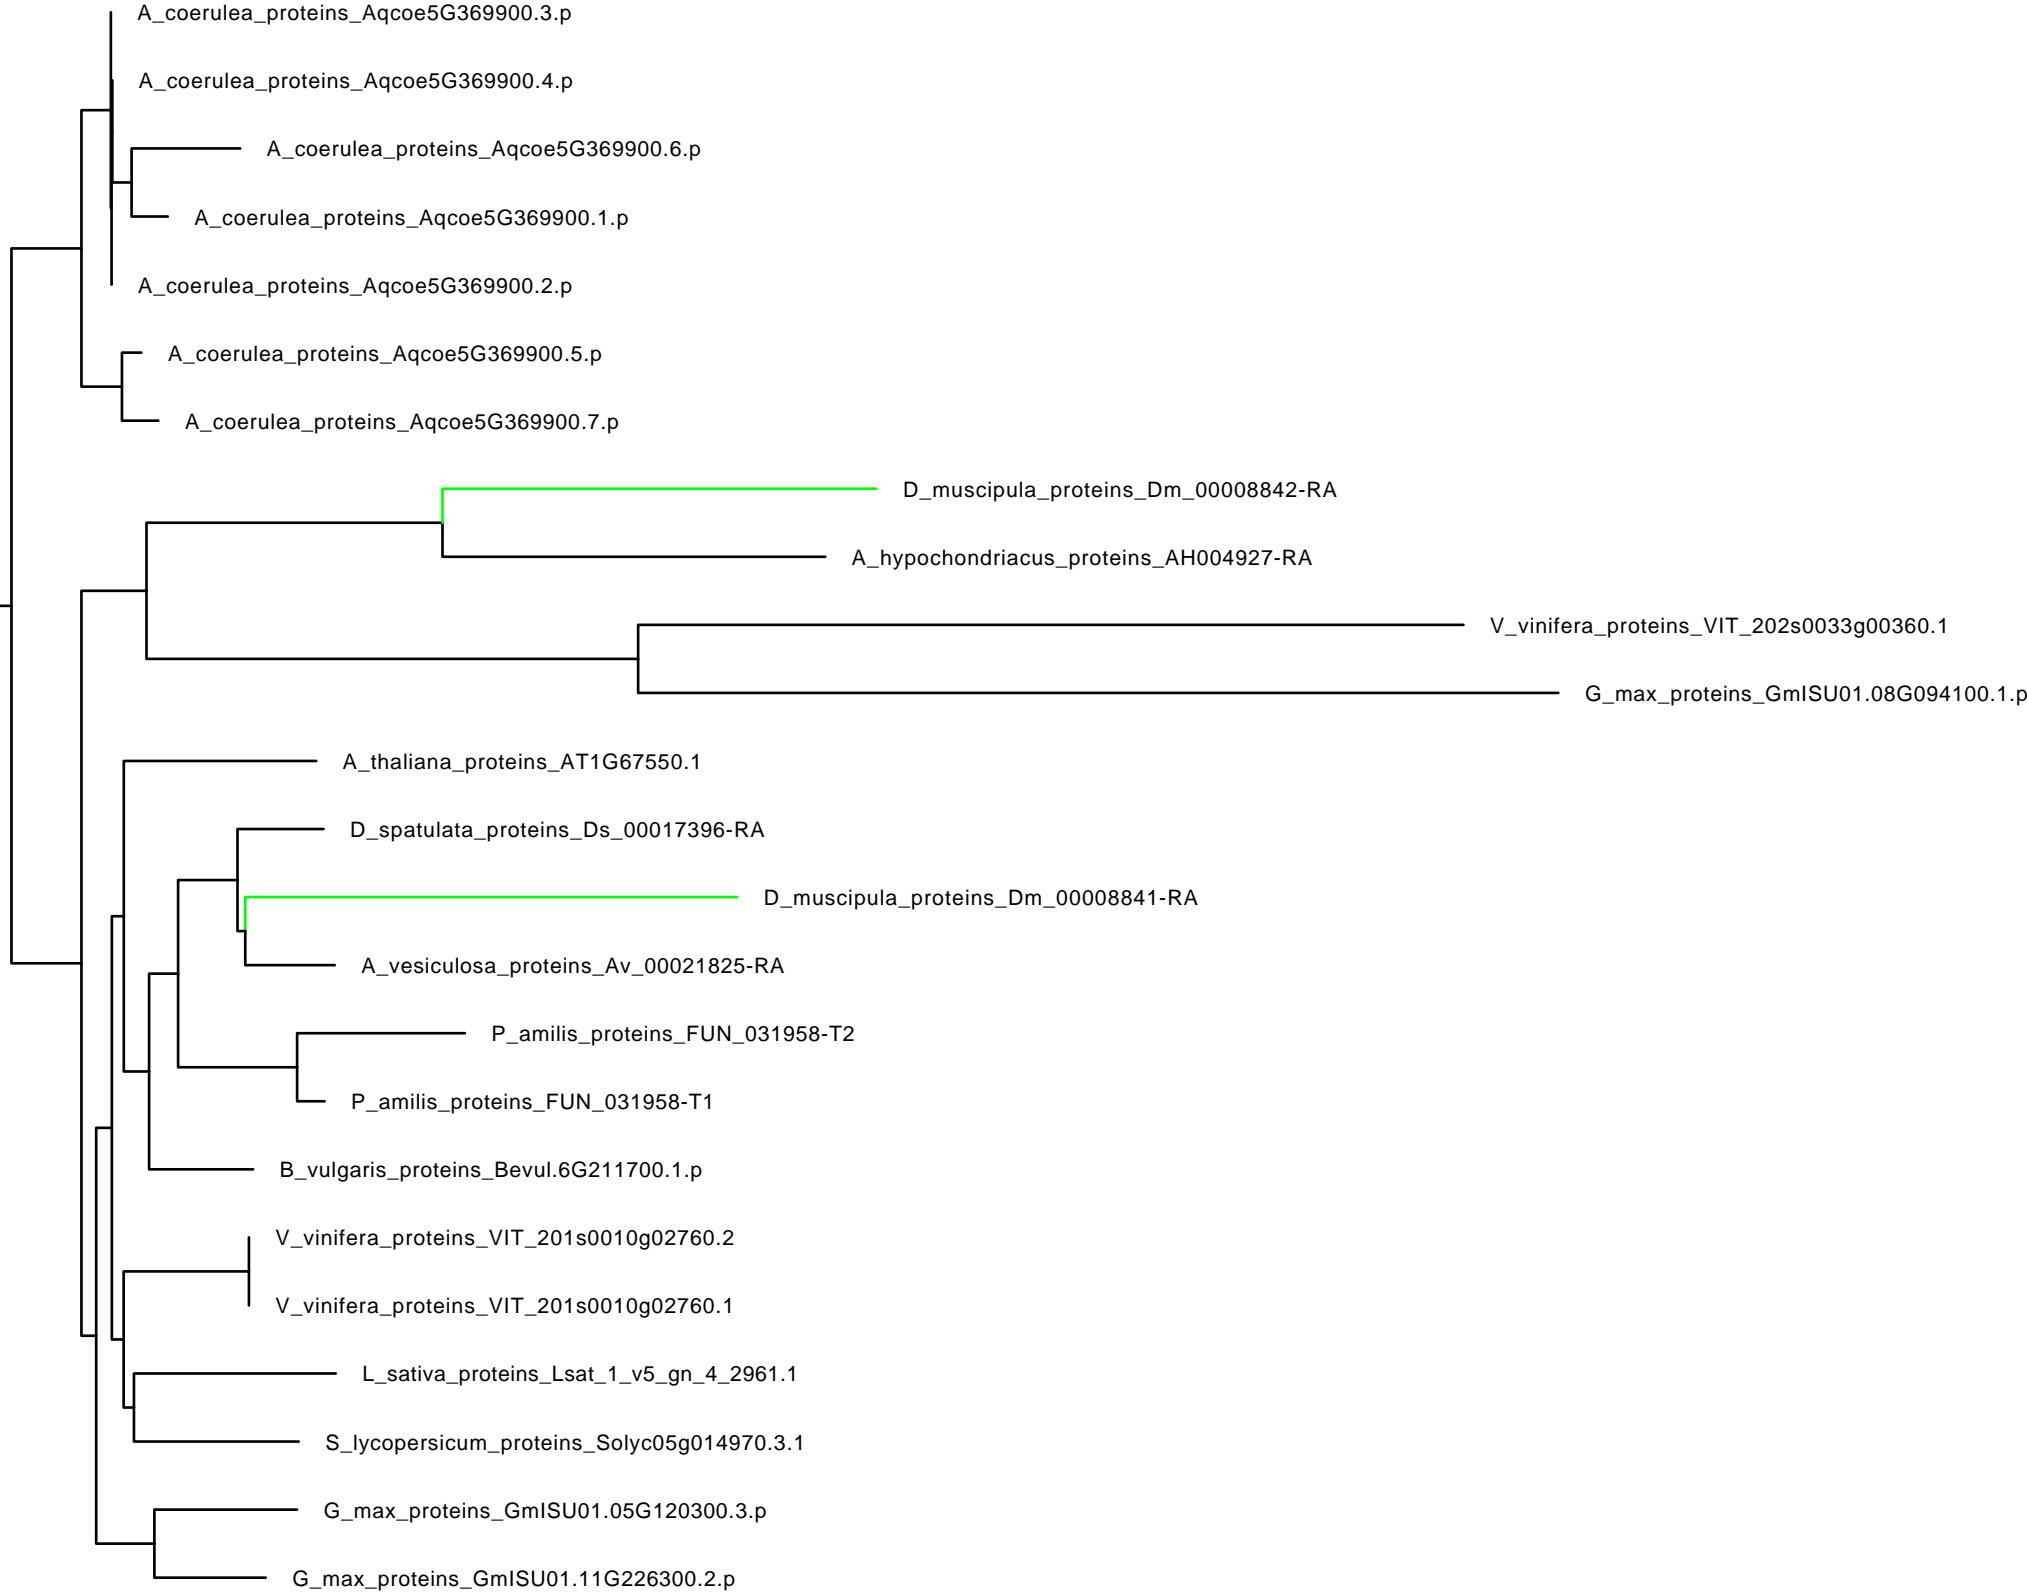 A_coerulea_proteins_Aqcoe5G369900.3.p
A_coerulea_proteins_Aqcoe5G369900.4.p
A_coerulea_proteins_Aqcoe5G369900.6.p
A_coerulea_proteins_Aqcoe5G369900.1.p
A_coerulea_proteins_Aqcoe5G369900.2.p
A_coerulea_proteins_Aqcoe5G369900.5.p
A_coerulea_proteins_Aqcoe5G369900.7.p
D_muscipula_proteins_Dm_00008842-RA
A_hypochondriacus_proteins_AH004927-RA
V_vinifera_proteins_VIT_202s0033g00360.1
G_max_proteins_GmISU01.08G094100.1.p
A_thaliana_proteins_AT1G67550.1
D_spatulata_proteins_Ds_00017396-RA
D_muscipula_proteins_Dm_00008841-RA
A_vesiculosa_proteins_Av_00021825-RA
P_amilis_proteins_FUN_031958-T2
P_amilis_proteins_FUN_031958-T1
B_vulgaris_proteins_Bevul.6G211700.1.p
V_vinifera_proteins_VIT_201s0010g02760.2
V_vinifera_proteins_VIT_201s0010g02760.1
L_sativa_proteins_Lsat_1_v5_gn_4_2961.1
S_lycopersicum_proteins_Solyc05g014970.3.1
G_max_proteins_GmISU01.05G120300.3.p
G_max_proteins_GmISU01.11G226300.2.p